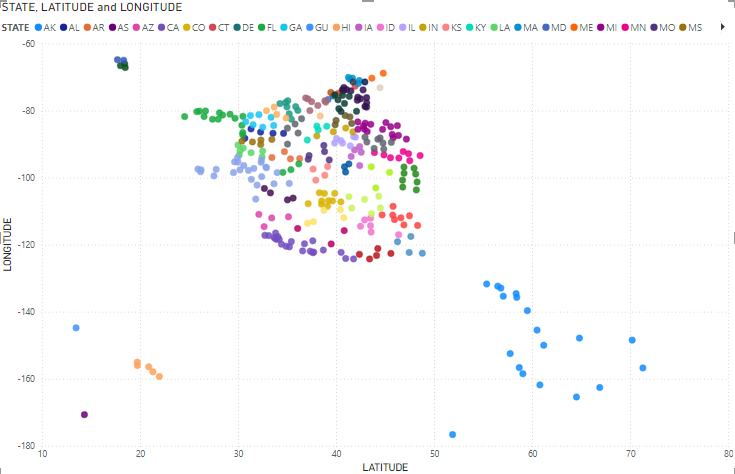 STATE, LATITUDE and LONGITUDE
STATE AK AL AR AS AZ CA CO CT DE FL GA GU HI IA ID IL IN KS KY LA MA MD ME MI MN MO MS
-60
-80
-100
-120
-140
-160
-180
LONGITUDE
10 20 30 40 50 60 70 80
LATITUDE